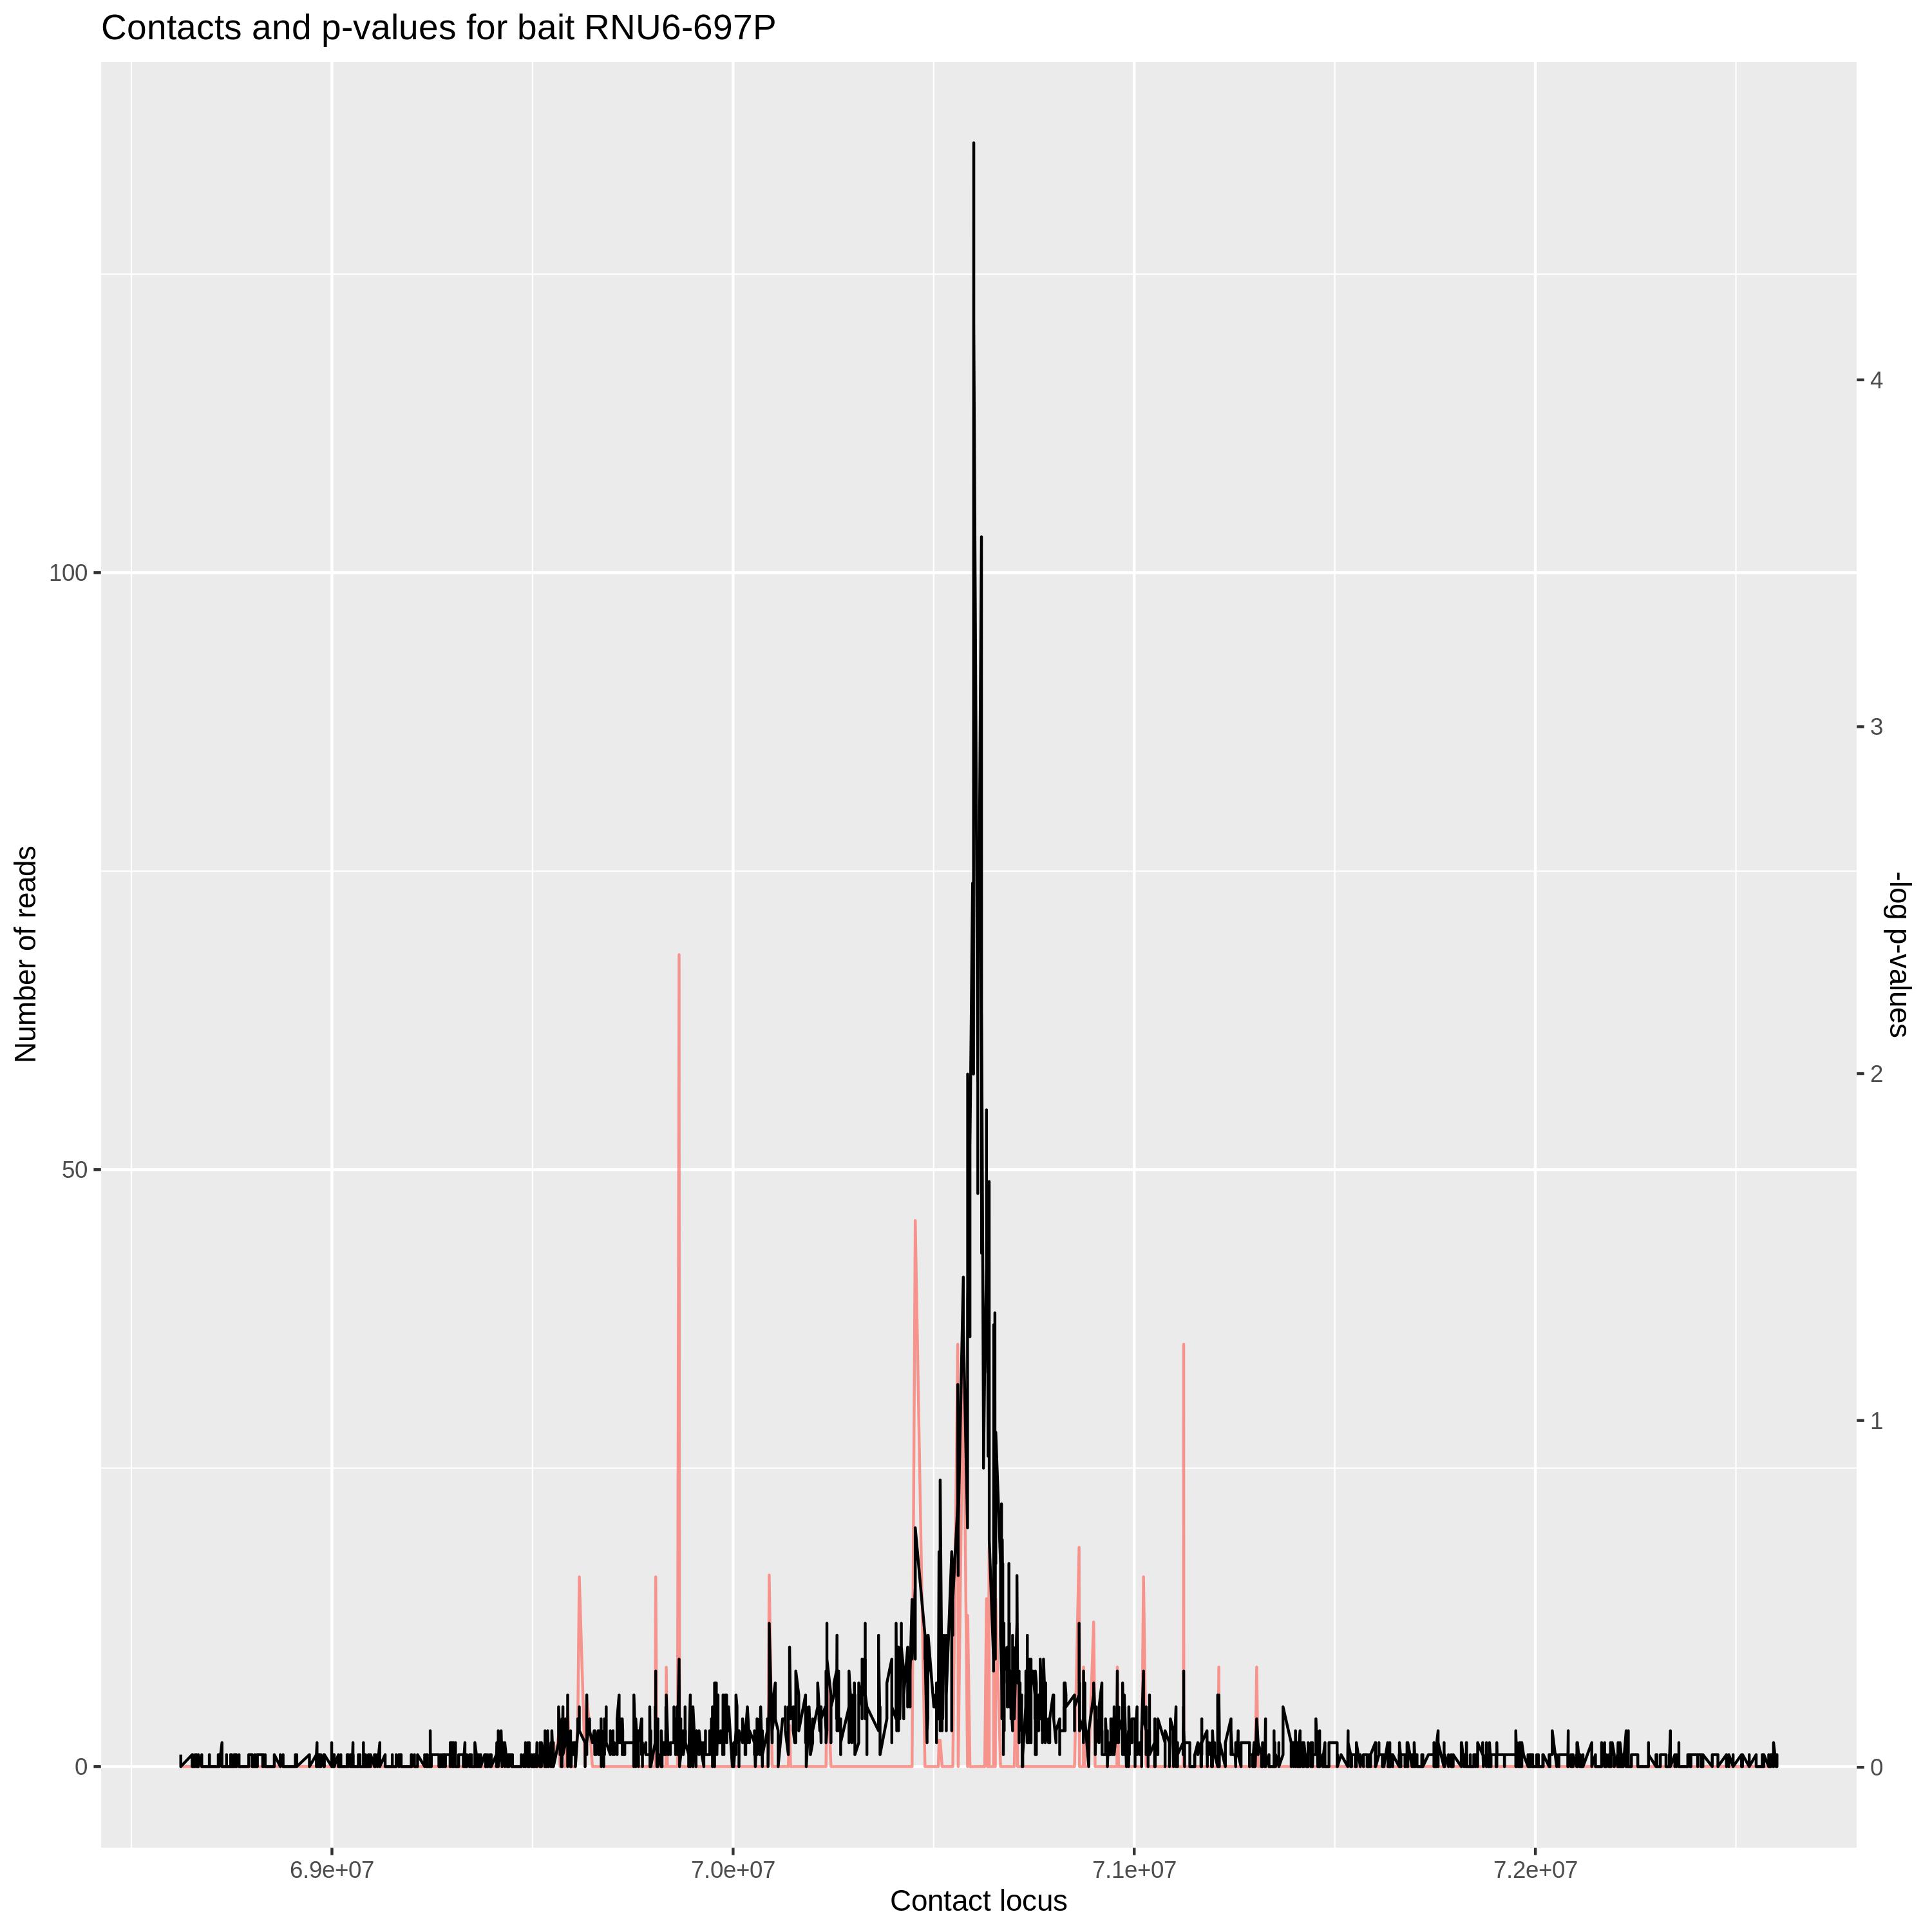 Contacts and p-values for bait RNU6-697P
Number of reads
100
50
0
4
3
2
1
0
-log p-values
6.9e+07
7.0e+07
7.1e+07
7.2e+07
Contact locus